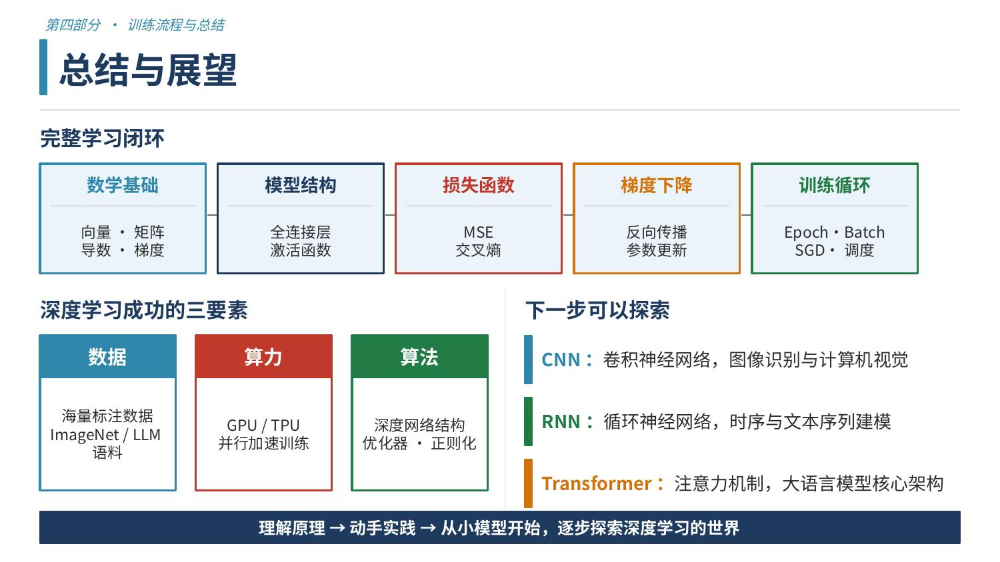 第四部分 · 训练流程与总结
总结与展望
完整学习闭环
数学基础
向量 · 矩阵
导数 · 梯度
模型结构
全连接层
激活函数
损失函数
MSE
交叉熵
梯度下降
反向传播
参数更新
训练循环
Epoch · Batch
SGD · 调度
深度学习成功的三要素
数据
海量标注数据
ImageNet / LLM
语料
算力
GPU / TPU
并行加速训练
算法
深度网络结构
优化器 · 正则化
下一步可以探索
CNN： 卷积神经网络，图像识别与计算机视觉
RNN： 循环神经网络，时序与文本序列建模
Transformer： 注意力机制，大语言模型核心架构
理解原理 → 动手实践 → 从小模型开始，逐步探索深度学习的世界